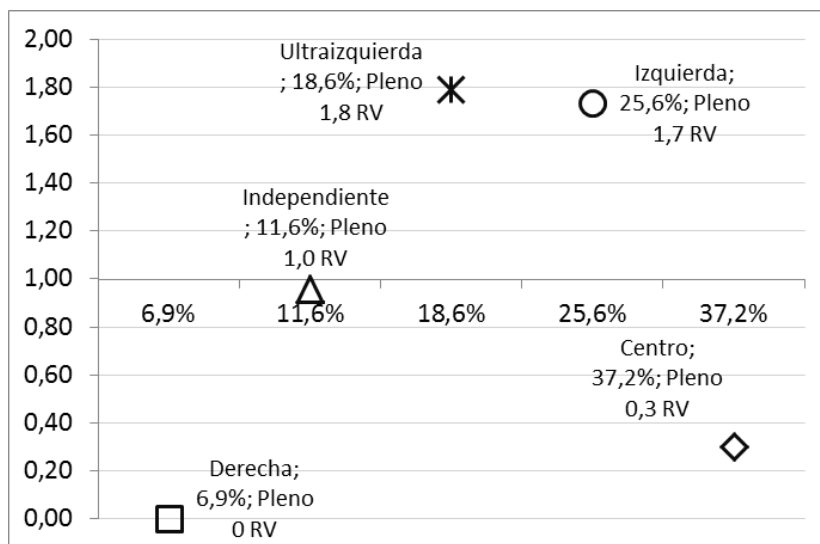 2,00
1,80
1,60
1,40
1,20
1,00
0,80
0,60
0,40
0,20
0,00
Ultraizquierda
; 18,6%; Pleno
1,8 RV
Izquierda;
25,6%; Pleno
1,7 RV
Independiente
; 11,6%; Pleno
1,0 RV
6,9%
11,6%
18,6%
25,6%
37,2%
Centro;
37,2%; Pleno
0,3 RV
Derecha;
6,9%; Pleno
0 RV